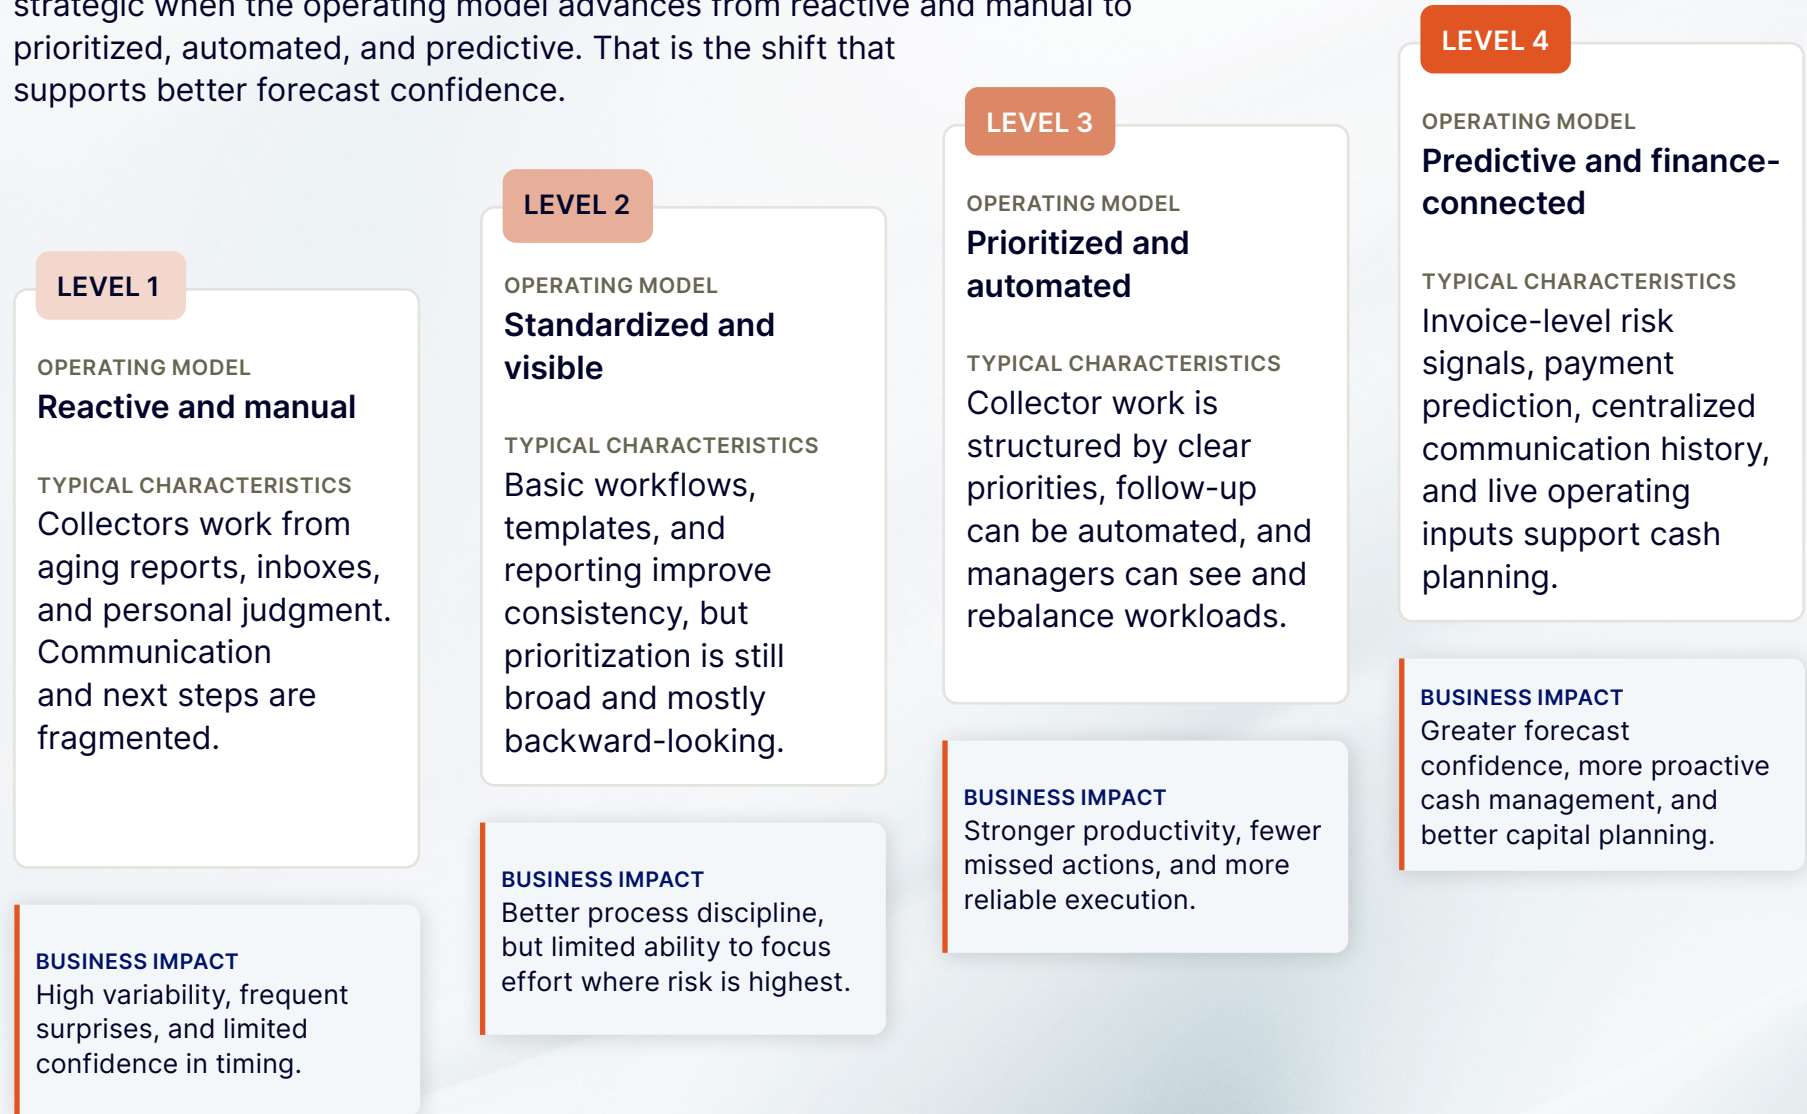 strategic when the operating model advances from reactive and manual to
prioritized, automated, and predictive. That is the shift that
supports better forecast confidence.
LEVEL 1
OPERATING MODEL
Reactive and manual
TYPICAL CHARACTERISTICS
Collectors work from
aging reports, inboxes,
and personal judgment.
Communication
and next steps are
fragmented.
BUSINESS IMPACT
High variability, frequent
surprises, and limited
confidence in timing.
LEVEL 2
OPERATING MODEL
Standardized and
visible
TYPICAL CHARACTERISTICS
Basic workflows,
templates, and
reporting improve
consistency, but
prioritization is still
broad and mostly
backward-looking.
BUSINESS IMPACT
Better process discipline,
but limited ability to focus
effort where risk is highest.
LEVEL 3
OPERATING MODEL
Prioritized and
automated
TYPICAL CHARACTERISTICS
Collector work is
structured by clear
priorities, follow-up
can be automated, and
managers can see and
rebalance workloads.
BUSINESS IMPACT
Stronger productivity, fewer
missed actions, and more
reliable execution.
LEVEL 4
OPERATING MODEL
Predictive and finance-
connected
TYPICAL CHARACTERISTICS
Invoice-level risk
signals, payment
prediction, centralized
communication history,
and live operating
inputs support cash
planning.
BUSINESS IMPACT
Greater forecast
confidence, more proactive
cash management, and
better capital planning.